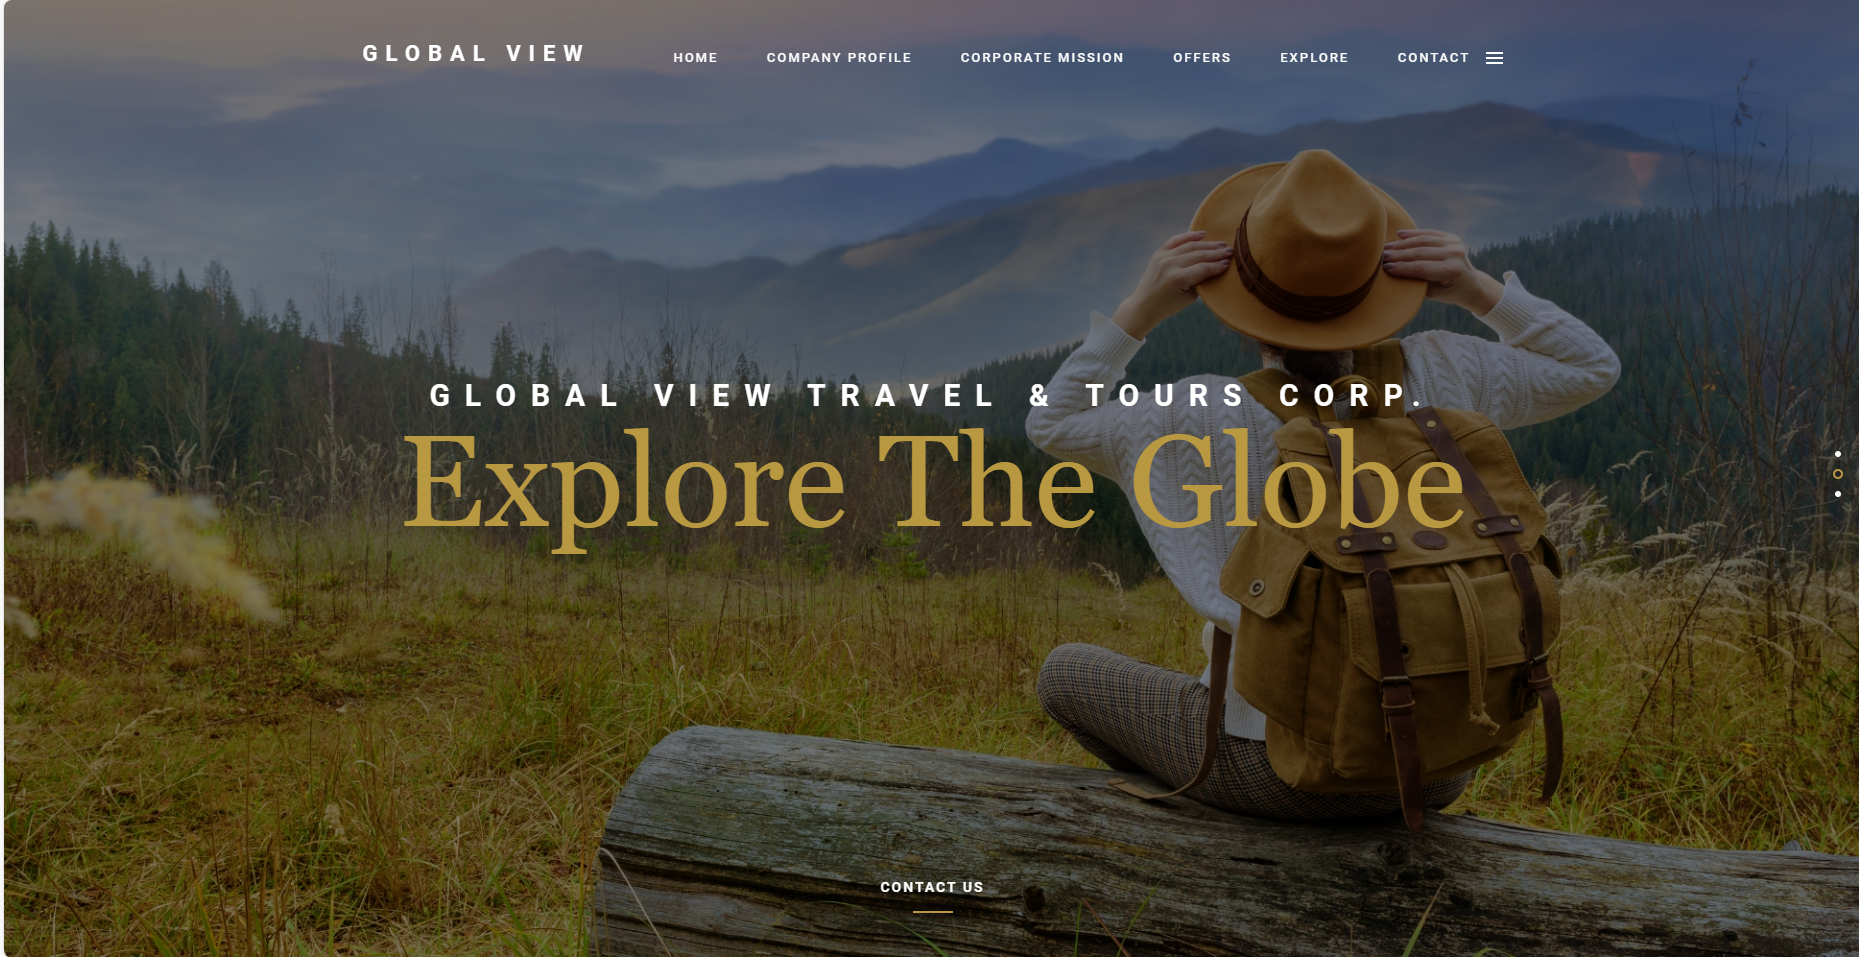 GLOBAL VIEW
HOME COMPANY PROFILE CORPORATE MISSION OFFERS EXPLORE CONTACT
GLOBAL VIEW TRAVEL & TOURS CORP.
Explore The Globe
CONTACT US